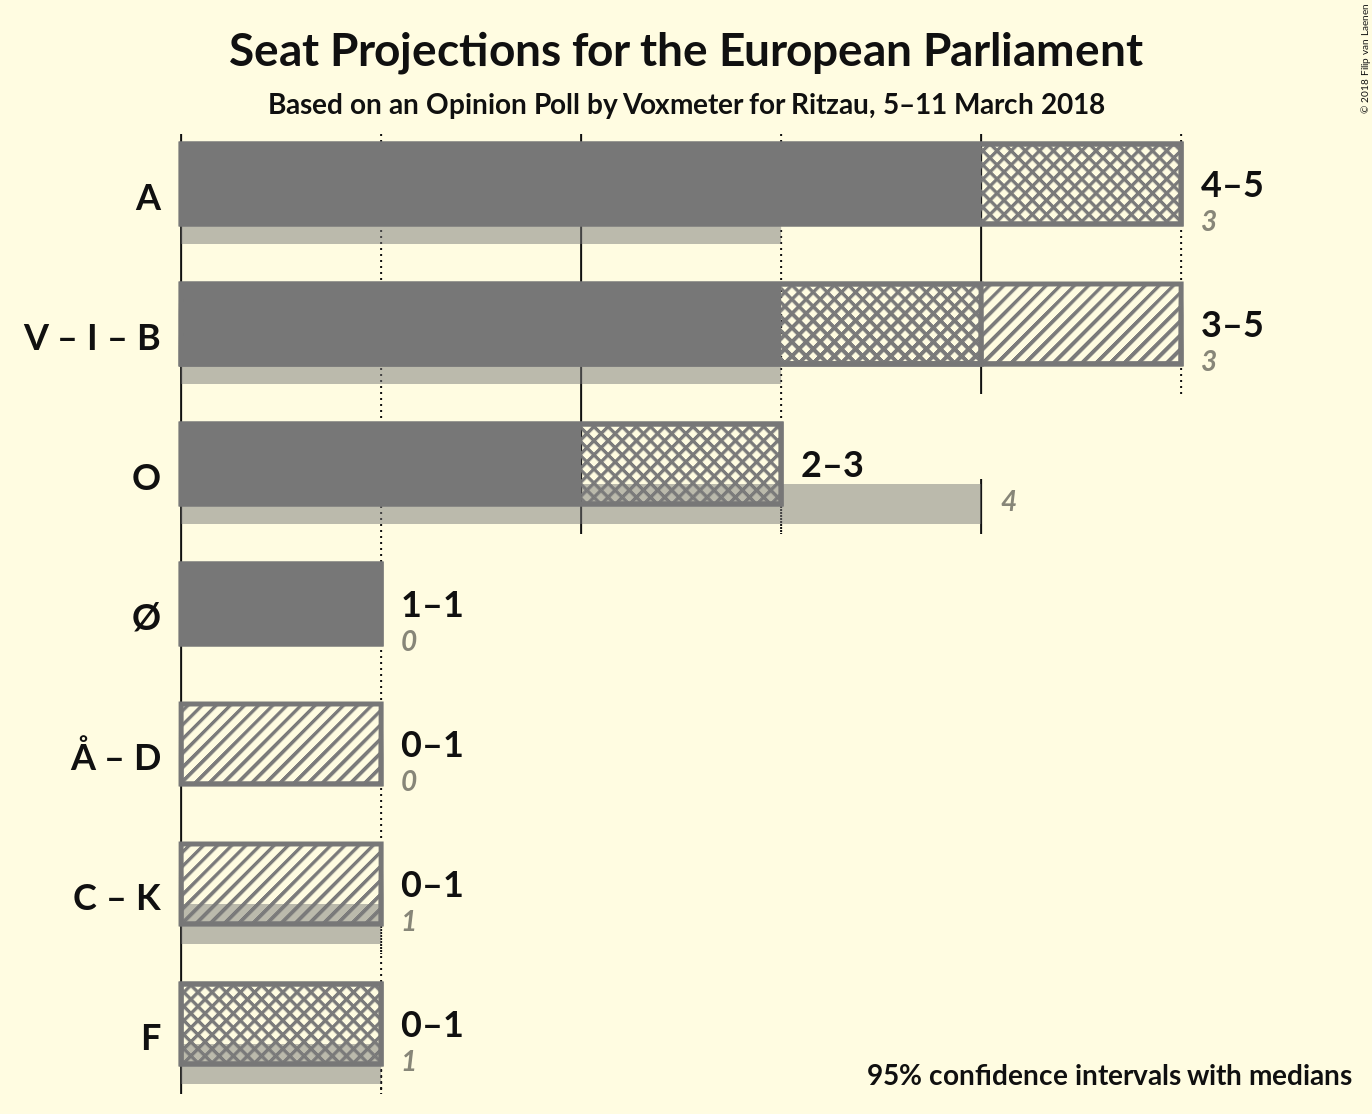 Seat Projections for the European Parliament
Based on an Opinion Poll by Voxmeter for Ritzau, 5–11 March 2018
© 2018 Filip van Laenen
A
4–5
3
V – I – B
3–5
3
O
2–3
4
Ø
1–1
0
Å – D
0–1
0
C – K
0–1
1
F
0–1
1
95% confidence intervals with medians